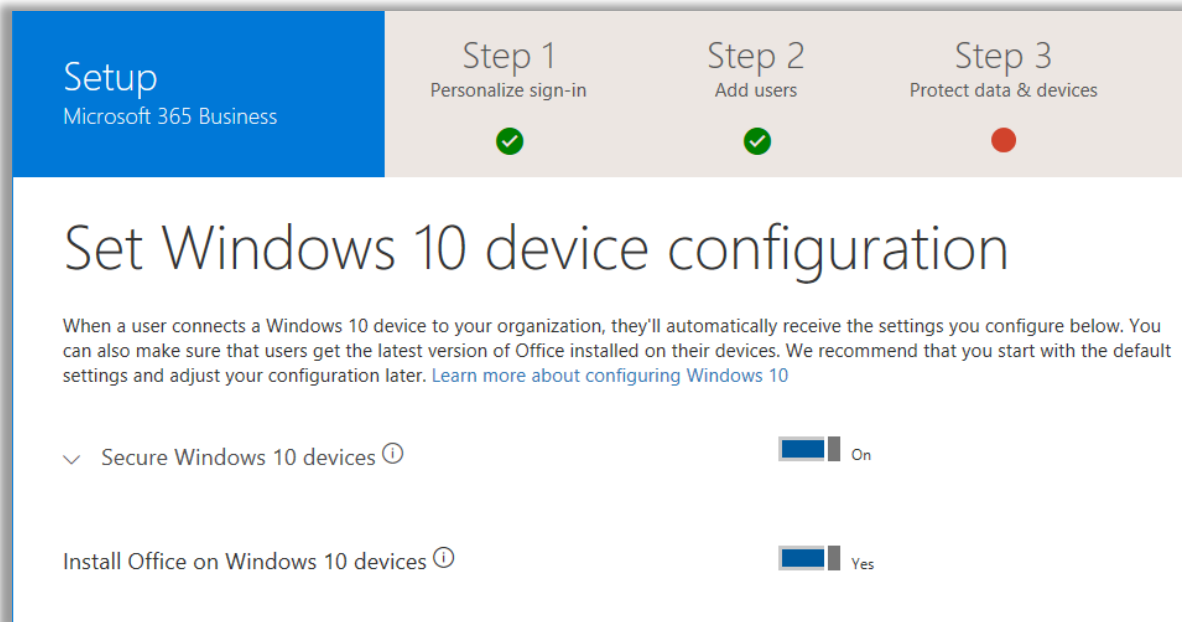 Setup
Microsoft 365 Business
Step 1
Personalize sign-in
Step 2
Add users
Step 3
Protect data & devices
Set Windows 10 device configuration
When a user connects a Windows 10 device to your organization, they'll automatically receive the settings you configure below. You
can also make sure that users get the latest version of Office installed on their devices. We recommend that you start with the default
settings and adjust your configuration later. Learn more about configuring Windows 10
Secure Windows 10 devices
On
Install Office on Windows 10 devices
Yes